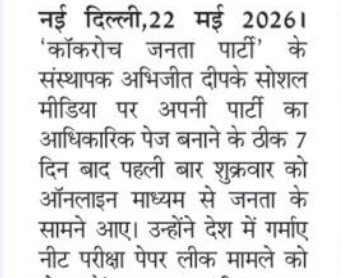 नई दिल्ली,22 मई 2026।
‘कॉकरोच जनता पार्टी’ के
संस्थापक अभिजीत दीपके सोशल
मीडिया पर अपनी पार्टी का
आधिकारिक पेज बनाने के ठीक 7
दिन बाद पहली बार शुक्रवार को
ऑनलाइन माध्यम से जनता के
सामने आए। उन्होंने देश में गर्माए
नीट परीक्षा पेपर लीक मामले को